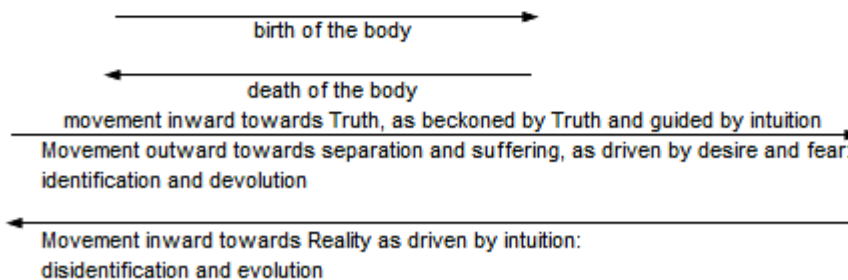 birth of the body
death of the body
movement inward towards Truth, as beckoned by Truth and guided by intuition
Movement outward towards separation and suffering, as driven by desire and fear:
identification and devolution
Movement inward towards Reality as driven by intuition:
disidentification and evolution